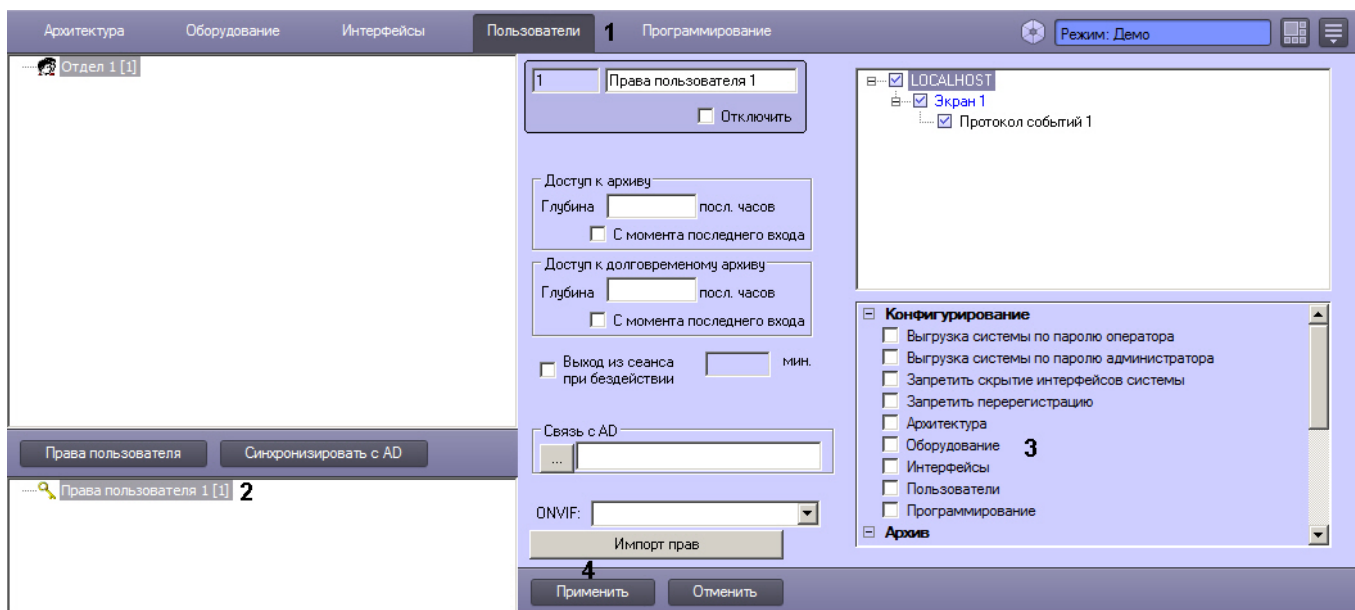 Архитектура Оборудование Интерфейсы Пользователи 1 Программирование Режим: Демо
Отдел 1 [1]
Права пользователя Синхронизировать с AD
Права пользователя 1 [1] 2
1 Права пользователя 1
Отключить
Доступ к архиву
Глубина посл. часов
С момента последнего входа
Доступ к долговременому архиву
Глубина посл. часов
С момента последнего входа
Выход из сеанса мин.
при бездействии
Связь с AD
...
ONVIF:
Импорт прав
4
Применить Отменить
LOCALHOST
Экран 1
Протокол событий 1
Конфигурирование
Выгрузка системы по паролю оператора
Выгрузка системы по паролю администратора
Запретить скрытие интерфейсов системы
Запретить перерегистрацию
Архитектура
Оборудование 3
Интерфейсы
Пользователи
Программирование
Архив